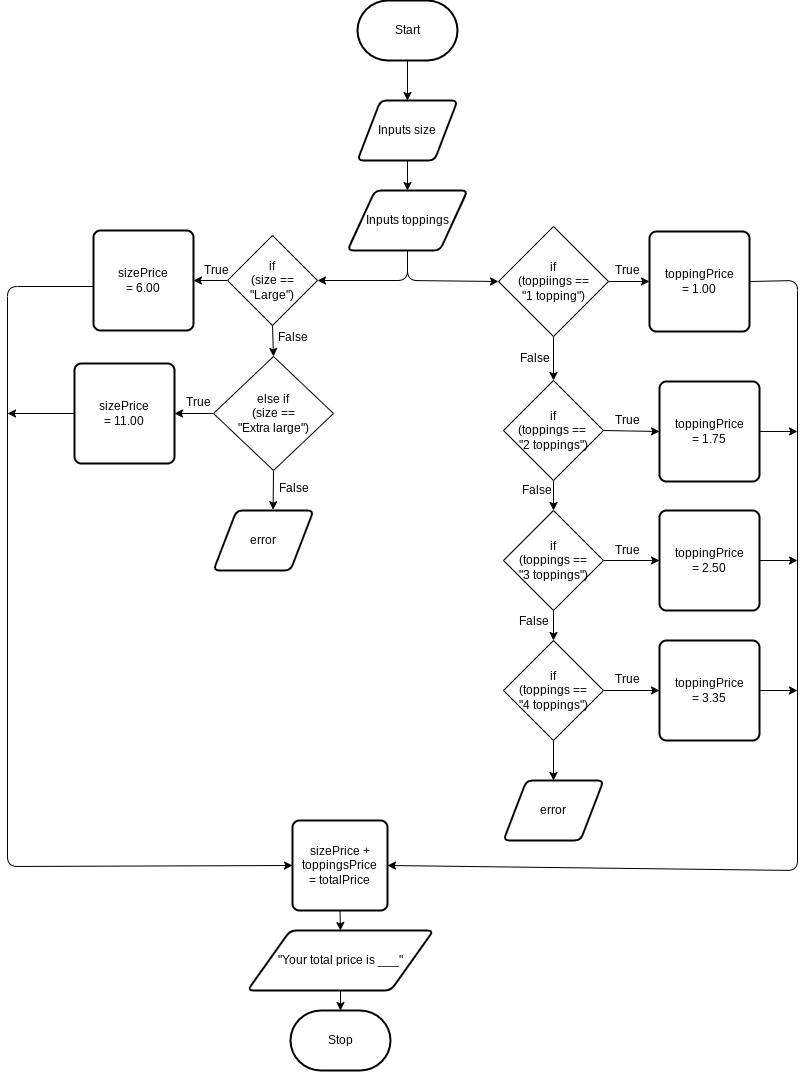 Start
Inputs size
Inputs toppings
sizePrice
= 6.00
True
if
(size ==
"Large")
if
(toppiings ==
"1 topping")
True
toppingPrice
= 1.00
False
False
sizePrice
= 11.00
True
else if
(size ==
"Extra large")
if
(toppings ==
"2 toppings")
True
toppingPrice
= 1.75
False
False
error
if
(toppings ==
"3 toppings")
True
toppingPrice
= 2.50
False
if
(toppings ==
"4 toppings")
True
toppingPrice
= 3.35
error
sizePrice +
toppingsPrice
= totalPrice
"Your total price is ___"
Stop